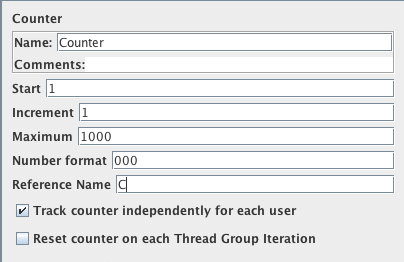 Counter
Name: Counter
Comments:
Start 1
Increment 1
Maximum 1000
Number format 000
Reference Name C
Track counter independently for each user
Reset counter on each Thread Group Iteration